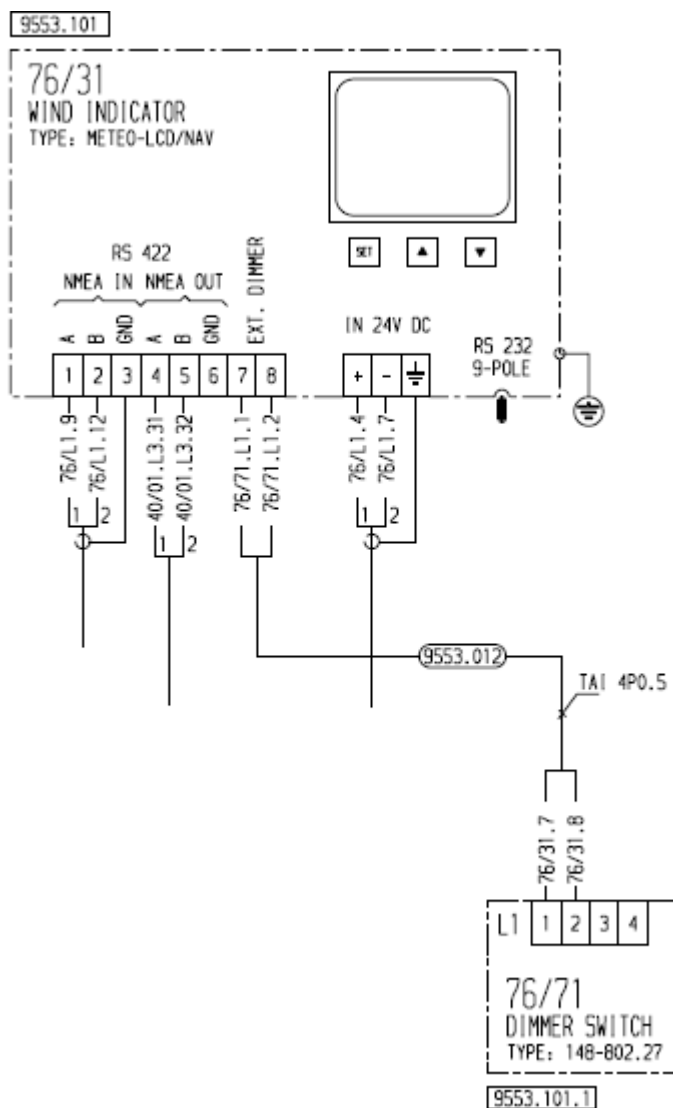 9553.101
76/31
WIND INDICATOR
TYPE: METEO-LCD/NAV
SET
RS 422
NMEA IN NMEA OUT
EXT. DIMMER
IN 24V DC
RS 232
9-POLE
A B GND A B GND
1 2 3 4 5 6 7 8
+ -
76/L1.9
76/L1.12
40/01.L3.31
40/01.L3.32
76/71.L1.1
76/71.L1.2
76/L1.4
76/L1.7
1 2
1 2
1 2
9553.012
TAI 4P0.5
76/31.7
76/31.8
L1 1 2 3 4
76/71
DIMMER SWITCH
TYPE: 148-802.27
9553.101.1